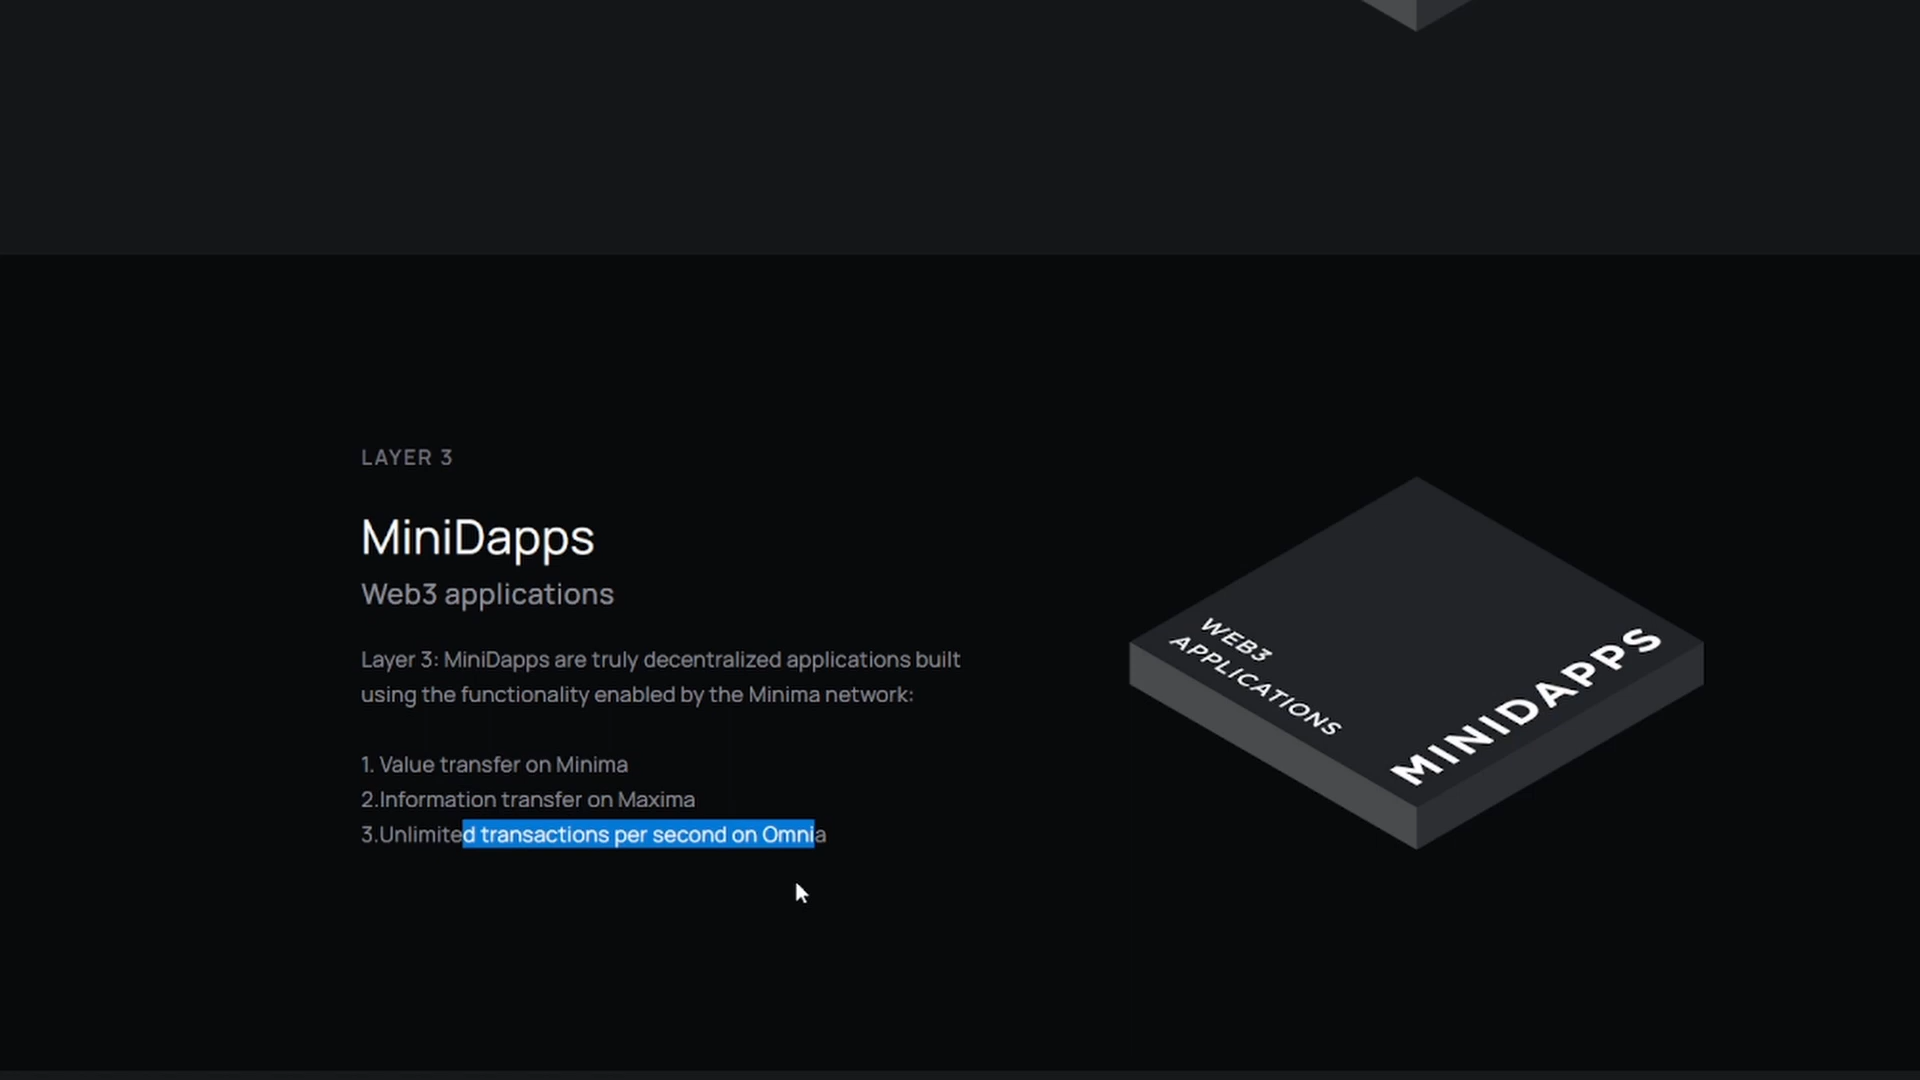 LAYER 3
MiniDapps
Web3 applications
Layer 3: MiniDapps are truly decentralized applications built
using the functionality enabled by the Minima network:
1. Value transfer on Minima
2.Information transfer on Maxima
3.Unlimited transactions per second on Omnia
WEB3
APPLICATIONS
MINIDAPPS